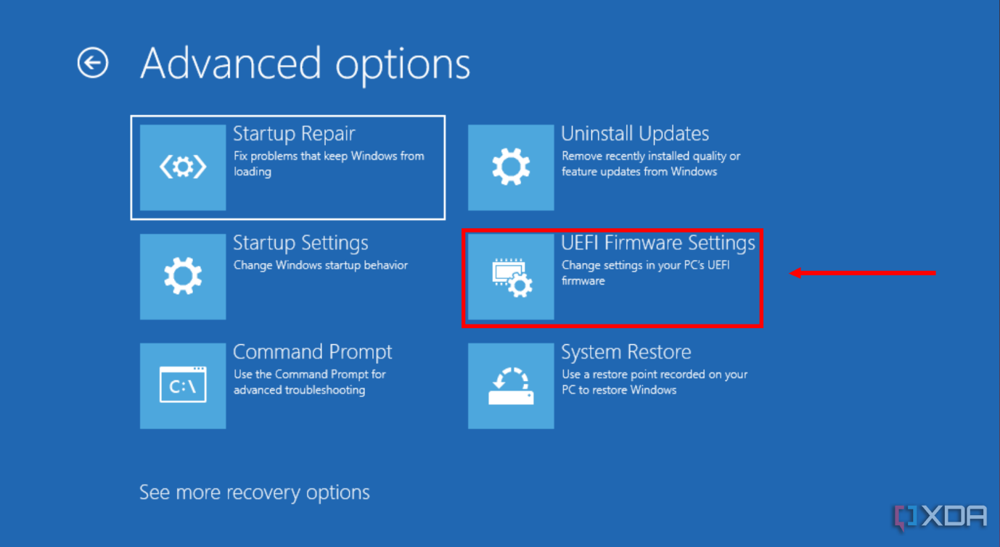 Advanced options
Startup Repair
Fix problems that keep Windows from
loading
Uninstall Updates
Remove recently installed quality or
feature updates from Windows
Startup Settings
Change Windows startup behavior
UEFI Firmware Settings
Change settings in your PC's UEFI
firmware
Command Prompt
Use the Command Prompt for
advanced troubleshooting
C:\
System Restore
Use a restore point recorded on your
PC to restore Windows
See more recovery options
XDA